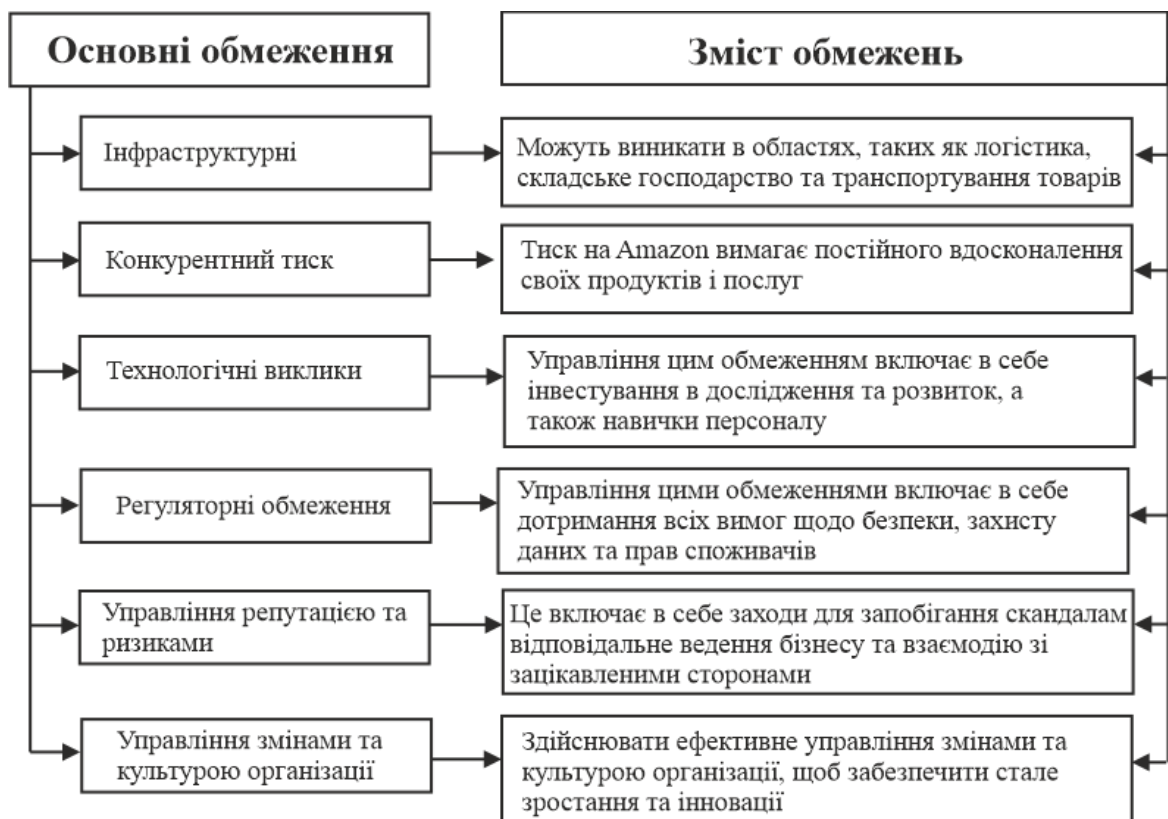 Основні обмеження
Зміст обмежень
Інфраструктурні
Можуть виникати в областях, таких як логістика,
складське господарство та транспортування товарів
Конкурентний тиск
Тиск на Amazon вимагає постійного вдосконалення
своїх продуктів і послуг
Технологічні виклики
Управління цим обмеженням включає в себе
інвестування в дослідження та розвиток, а
також навички персоналу
Регуляторні обмеження
Управління цими обмеженнями включає в себе
дотримання всіх вимог щодо безпеки, захисту
даних та прав споживачів
Управління репутацією та
ризиками
Це включає в себе заходи для запобігання скандалам
відповідальне ведення бізнесу та взаємодію зі
зацікавленими сторонами
Управління змінами та
культурою організації
Здійснювати ефективне управління змінами та
культурою організації, щоб забезпечити стале
зростання та інновації